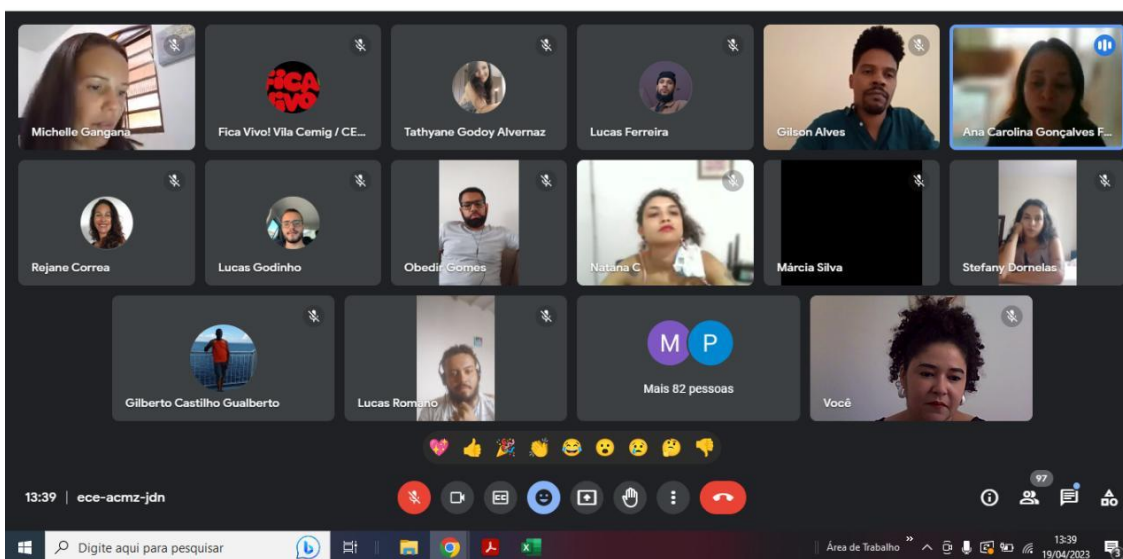 Michelle Gangana
FICA VIVO
Fica Vivo! Vila Cemig / CE...
Tathyane Godoy Alvernaz
Lucas Ferreira
Gilson Alves
Ana Carolina Gonçalves F...
Rejane Correa
Lucas Godinho
Obedir Gomes
Natana C
Márcia Silva
Stefany Dornelas
Gilberto Castilho Gualberto
Lucas Romano
M P
Mais 82 pessoas
Você
13:39 | ece-acmz-jdn
CC
97
Digite aqui para pesquisar
Área de Trabalho
13:39
19/04/2023
3